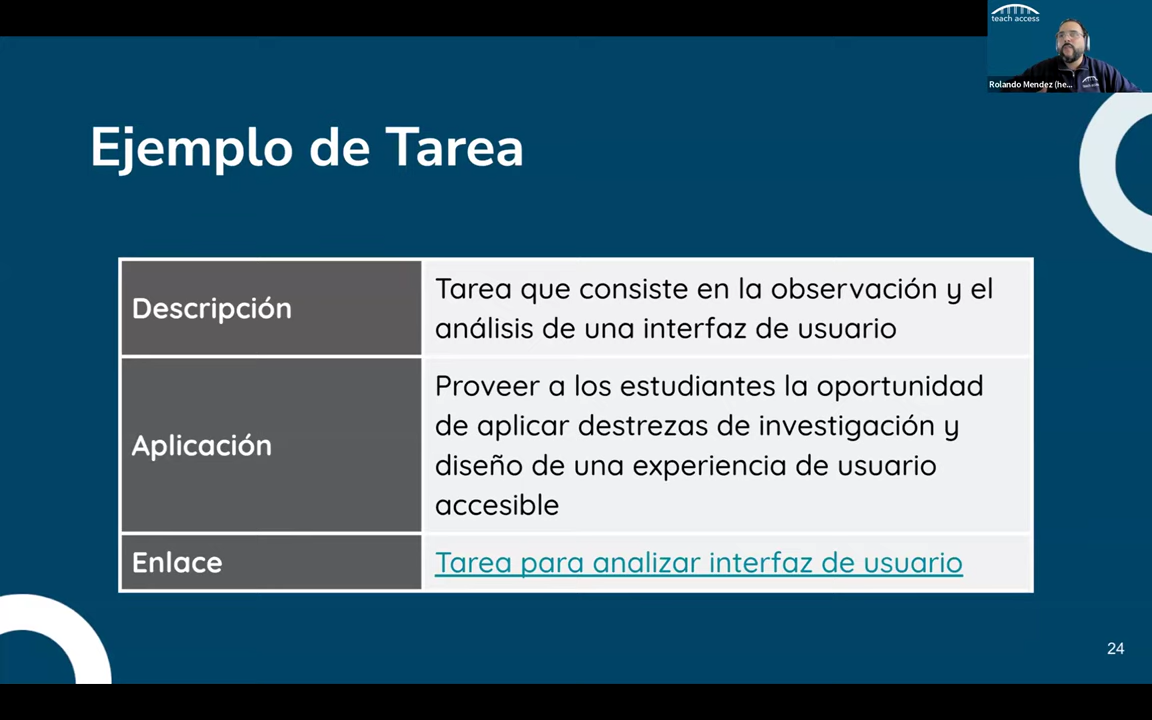 teach access
Rolando Mendez (he...
Ejemplo de Tarea
Descripción
Tarea que consiste en la observación y el
análisis de una interfaz de usuario
Aplicación
Proveer a los estudiantes la oportunidad
de aplicar destrezas de investigación y
diseño de una experiencia de usuario
accesible
Enlace
Tarea para analizar interfaz de usuario
24